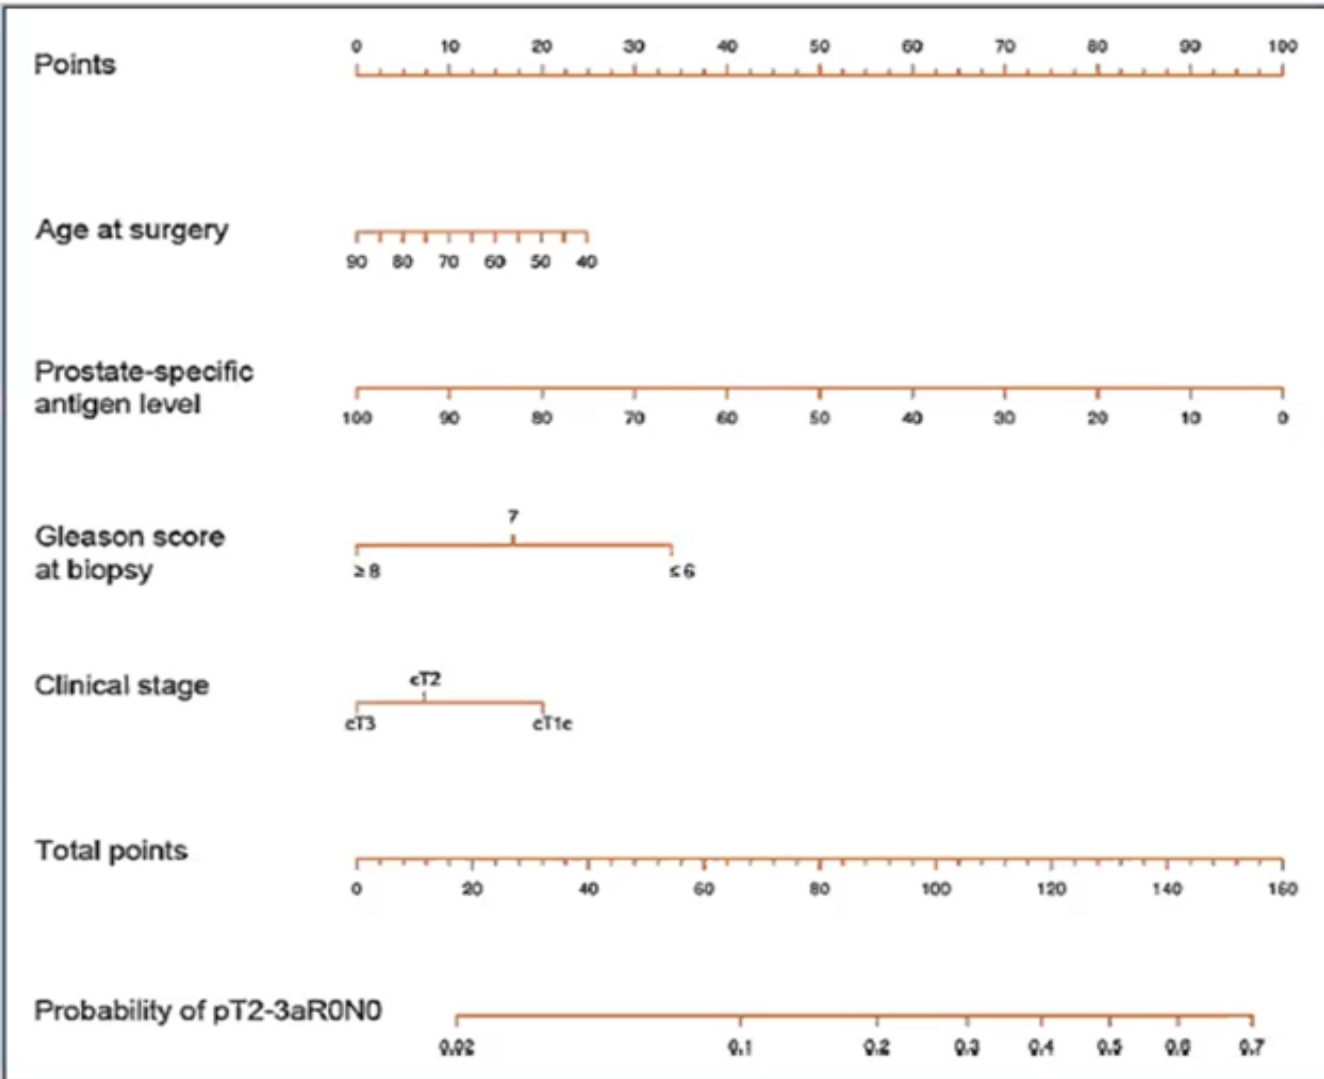 0 10 20 30 40 50 60 70 80 90 100
Points
Age at surgery
90 80 70 60 50 40
Prostate-specific
antigen level
100 90 80 70 60 50 40 30 20 10 0
7
Gleason score
at biopsy
≥8 ≤6
cT2
Clinical stage
cT3 cT1c
Total points
0 20 40 60 80 100 120 140 160
Probability of pT2-3aR0N0
0.02 0.1 0.2 0.3 0.4 0.5 0.6 0.7